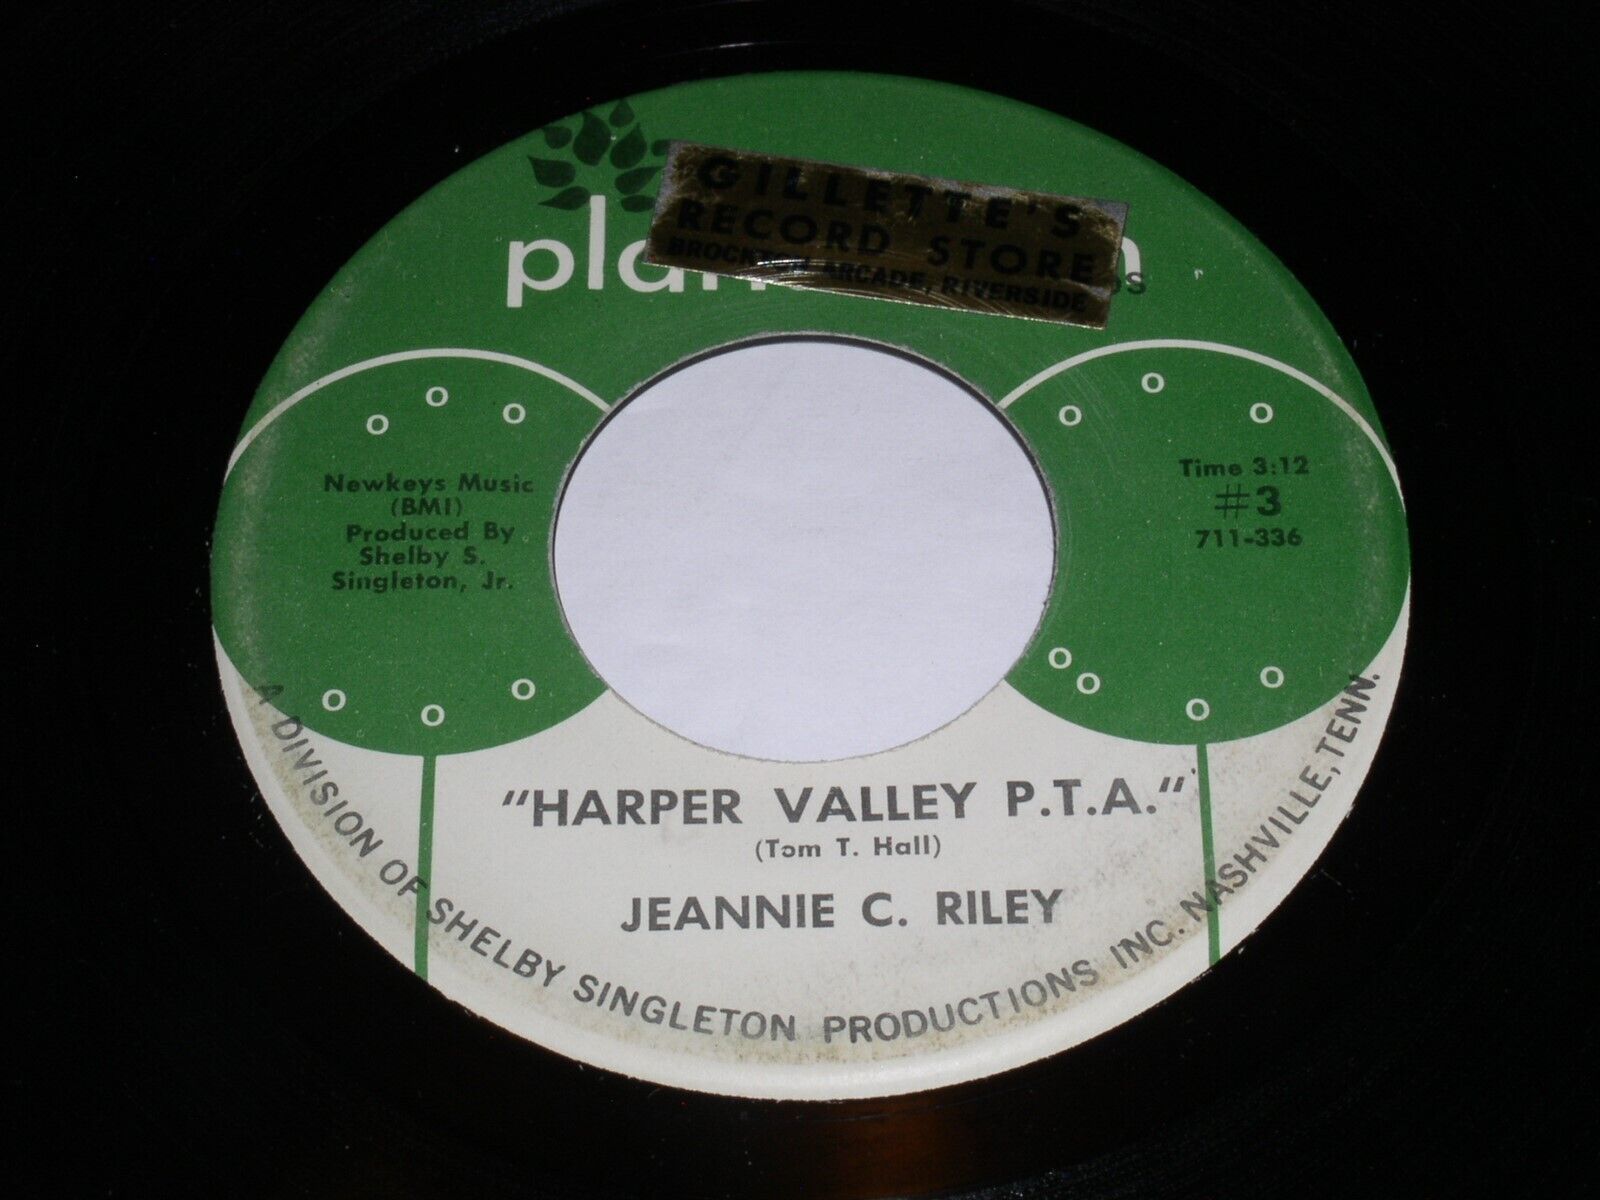 GILLETTE'S
RECORD STORE
BROCKTON ARCADE, RIVERSIDE
Newkeys Music
(BMI)
Produced By
Shelby S.
Singleton, Jr.
Time 3:12
#3
711-336
"HARPER VALLEY P.T.A."
(Tom T. Hall)
JEANNIE C. RILEY
A DIVISION OF SHELBY SINGLETON PRODUCTIONS INC. NASHVILLE, TENN.